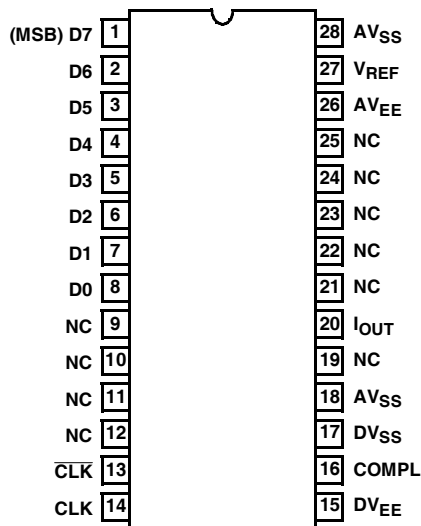 (MSB) D7 1 28 AVSS
D6 2 27 VREF
D5 3 26 AVEE
D4 4 25 NC
D3 5 24 NC
D2 6 23 NC
D1 7 22 NC
D0 8 21 NC
NC 9 20 IOUT
NC 10 19 NC
NC 11 18 AVSS
NC 12 17 DVSS
CLK 13 16 COMPL
CLK 14 15 DVEE